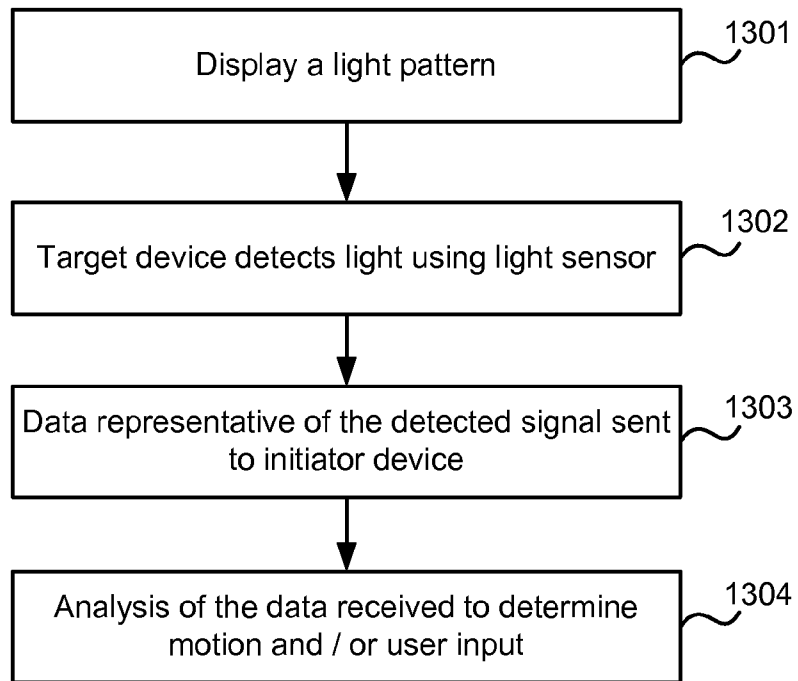 1301
Display a light pattern
1302
Target device detects light using light sensor
1303
Data representative of the detected signal sent
to initiator device
1304
Analysis of the data received to determine
motion and / or user input